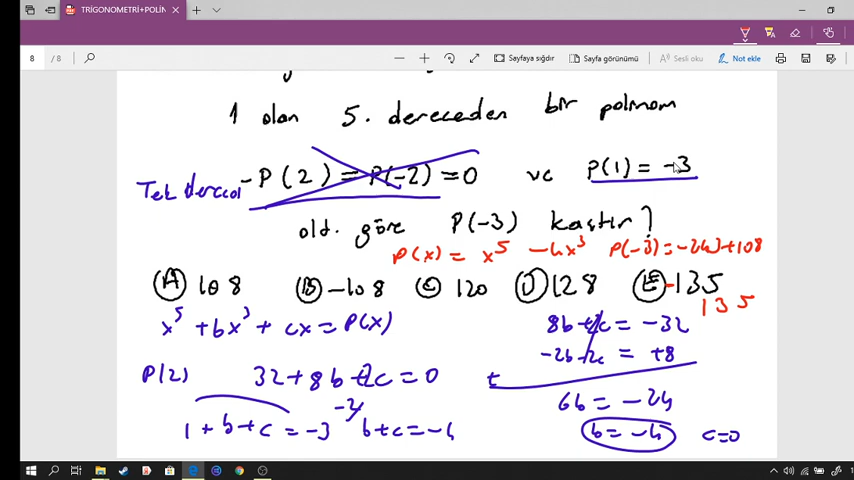 TRİGONOMETRİ+POLİN
8 /8
Sayfaya sığdır
Sayfa görünümü
Sesli oku
Not ekle
1 olan 5. dereceden bir polinom
Tek dereceli -P(2) = P(-2) = 0 ve P(1) = -3
old. göre P(-3) kaçtır?
P(x) = x⁵ -4x³ P(-3)=-243+108
A) 108 B) -108 C) 120 D) 128 E) -135
135
x⁵ + bx³ + cx = P(x)
8b+2c = -32
-2b-2c = +8
P(2) 32+8b+2c=0
+
6b = -24
1+b+c = -3 -2/ b+c=-4
b=-4 c=0